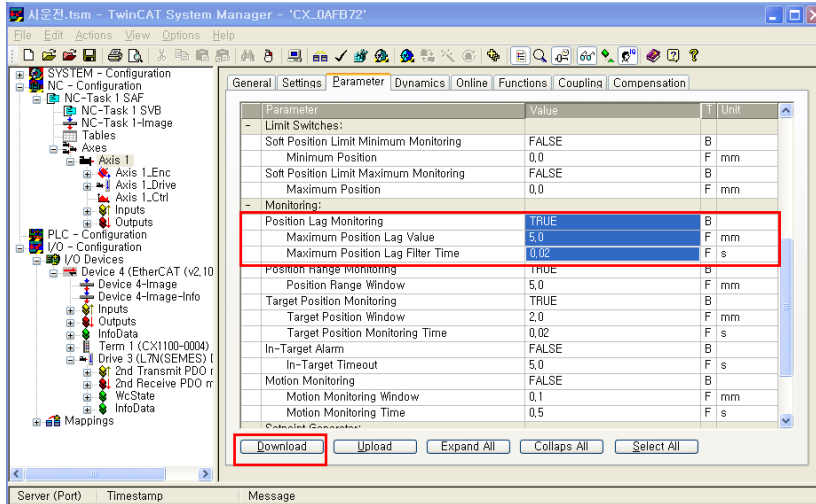 시운전.tsm - TwinCAT System Manager - 'CX_0AFB72'
File Edit Actions View Options Help
SYSTEM - Configuration
NC - Configuration
NC-Task 1 SAF
NC-Task 1 SVB
NC-Task 1-Image
Tables
Axes
Axis 1
Axis 1_Enc
Axis 1_Drive
Axis 1_Ctrl
Inputs
Outputs
PLC - Configuration
I/O - Configuration
I/O Devices
Device 4 (EtherCAT (v2,10
Device 4-Image
Device 4-Image-Info
Inputs
Outputs
InfoData
Term 1 (CX1100-0004)
Drive 3 (L7N(SEMES) [
2nd Transmit PDO r
2nd Receive PDO m
WcState
InfoData
Mappings
General Settings Parameter Dynamics Online Functions Coupling Compensation
Parameter Value T Unit
- Limit Switches:
Soft Position Limit Minimum Monitoring FALSE B
Minimum Position 0,0 F mm
Soft Position Limit Maximum Monitoring FALSE B
Maximum Position 0,0 F mm
- Monitoring:
Position Lag Monitoring TRUE B
Maximum Position Lag Value 5,0 F mm
Maximum Position Lag Filter Time 0,02 F s
Position Range Monitoring TRUE B
Position Range Window 5,0 F mm
Target Position Monitoring TRUE B
Target Position Window 2,0 F mm
Target Position Monitoring Time 0,02 F s
In-Target Alarm FALSE B
In-Target Timeout 5,0 F s
Motion Monitoring FALSE B
Motion Monitoring Window 0,1 F mm
Motion Monitoring Time 0,5 F s
Setpoint Generator:
Download Upload Expand All Collaps All Select All
Server (Port) Timestamp Message